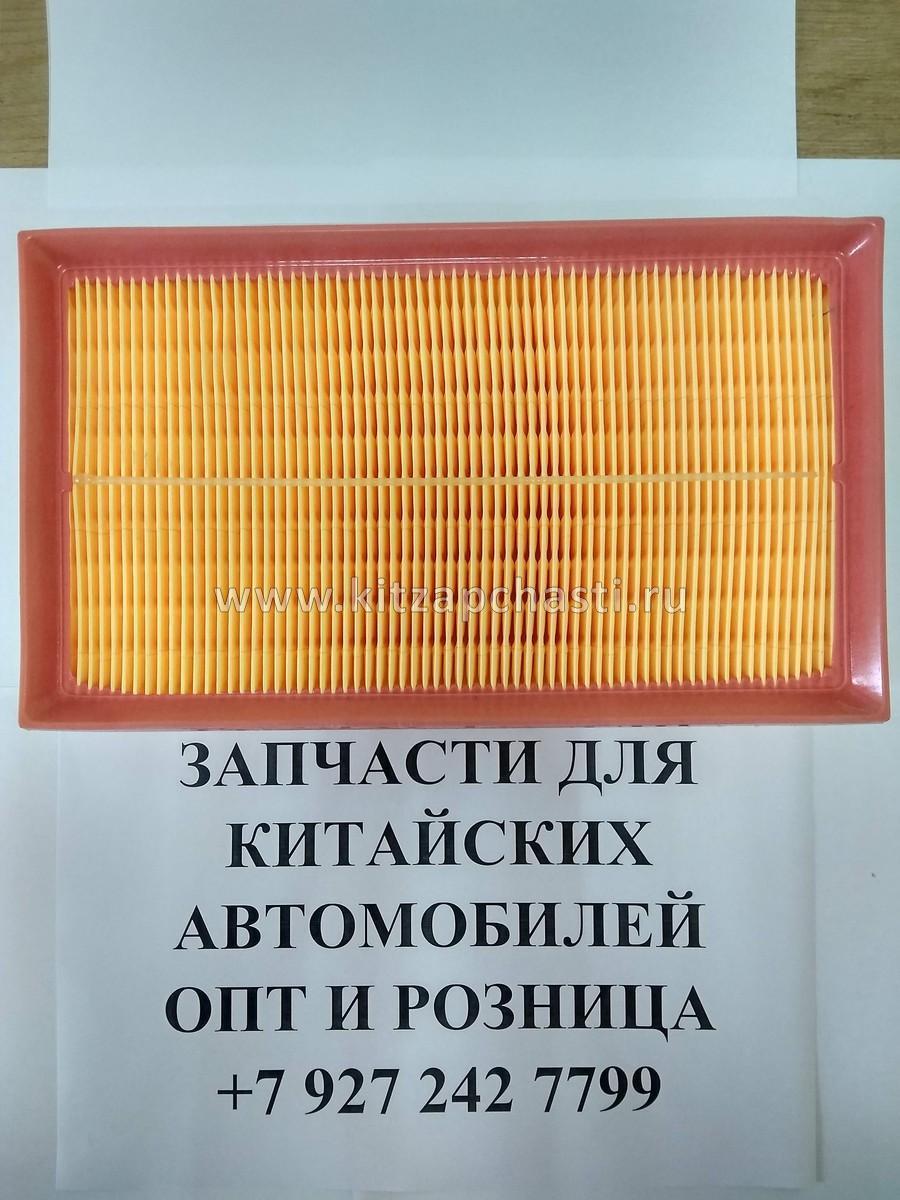 www.kitzapchasti.ru
ЗАПЧАСТИ ДЛЯ
КИТАЙСКИХ
АВТОМОБИЛЕЙ
ОПТ И РОЗНИЦА
+7 927 242 7799